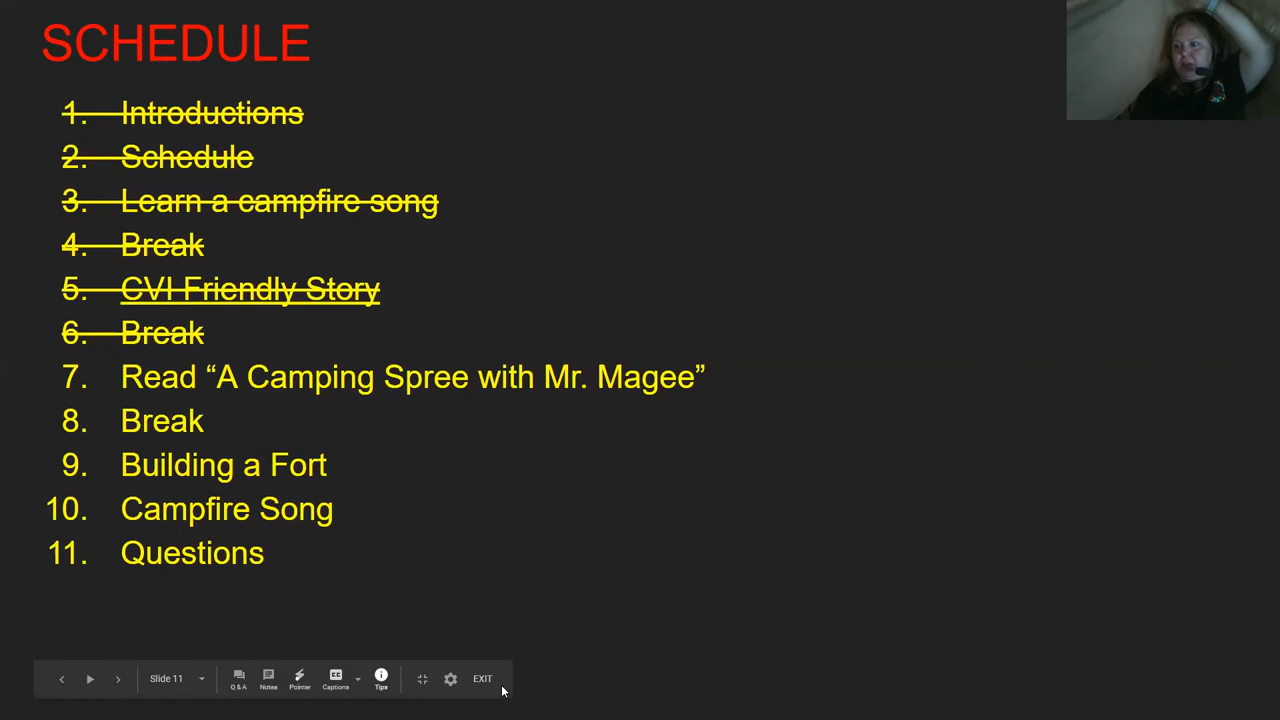 SCHEDULE
1. Introductions
2. Schedule
3. Learn a campfire song
4. Break
5. CVI Friendly Story
6. Break
7. Read “A Camping Spree with Mr. Magee”
8. Break
9. Building a Fort
10. Campfire Song
11. Questions
Slide 11 Q & A Notes Pointer CC Captions Tips EXIT